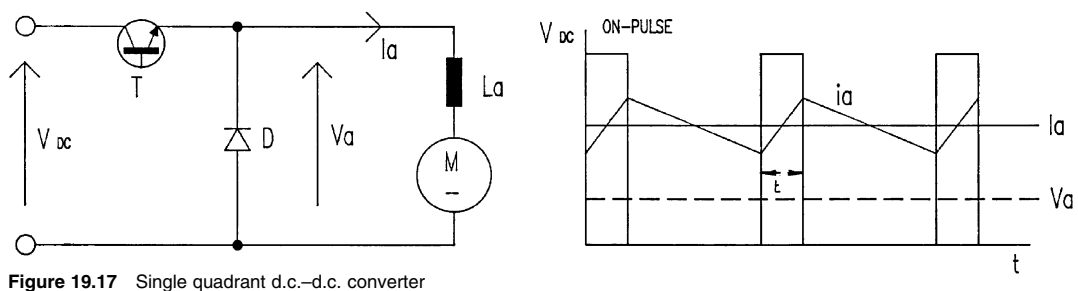 T
V DC
D
Va
Ia
La
M
V DC ON-PULSE
ia
Ia
t
Va
t
Figure 19.17 Single quadrant d.c.–d.c. converter